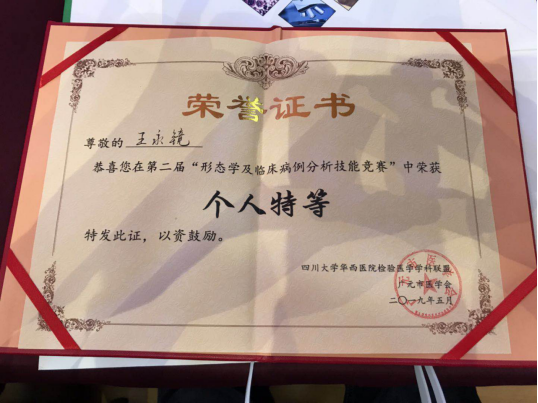 荣誉证书
尊敬的 王永镜
恭喜您在第二届“形态学及临床病例分析技能竞赛”中荣获
个人特等
特发此证，以资鼓励。
四川大学华西医院检验医学学科联盟
广元市医学会
二〇一九年五月